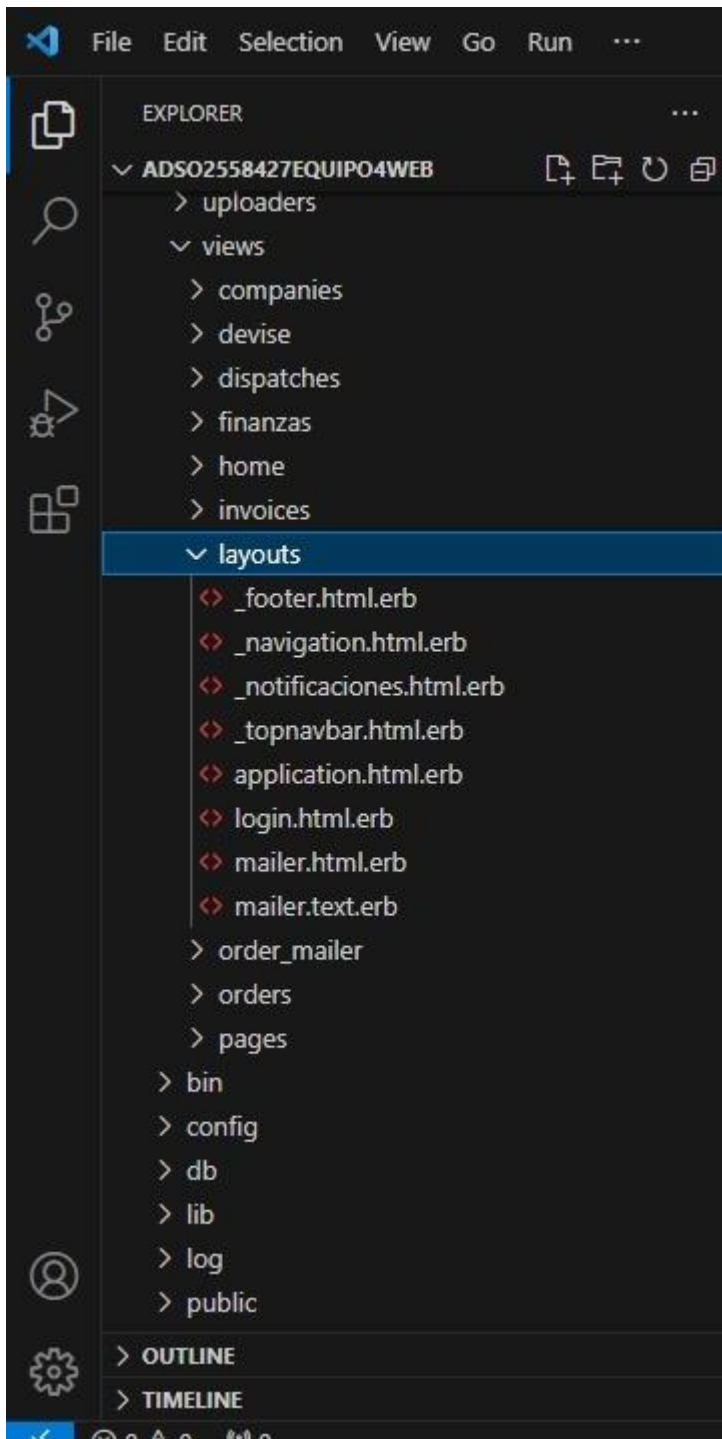 File Edit Selection View Go Run ···
EXPLORER ···
ADSO2558427EQUIPO4WEB
uploaders
views
companies
devise
dispatches
finanzas
home
invoices
layouts
_footer.html.erb
_navigation.html.erb
_notificaciones.html.erb
_topnavbar.html.erb
application.html.erb
login.html.erb
mailer.html.erb
mailer.text.erb
order_mailer
orders
pages
bin
config
db
lib
log
public
OUTLINE
TIMELINE